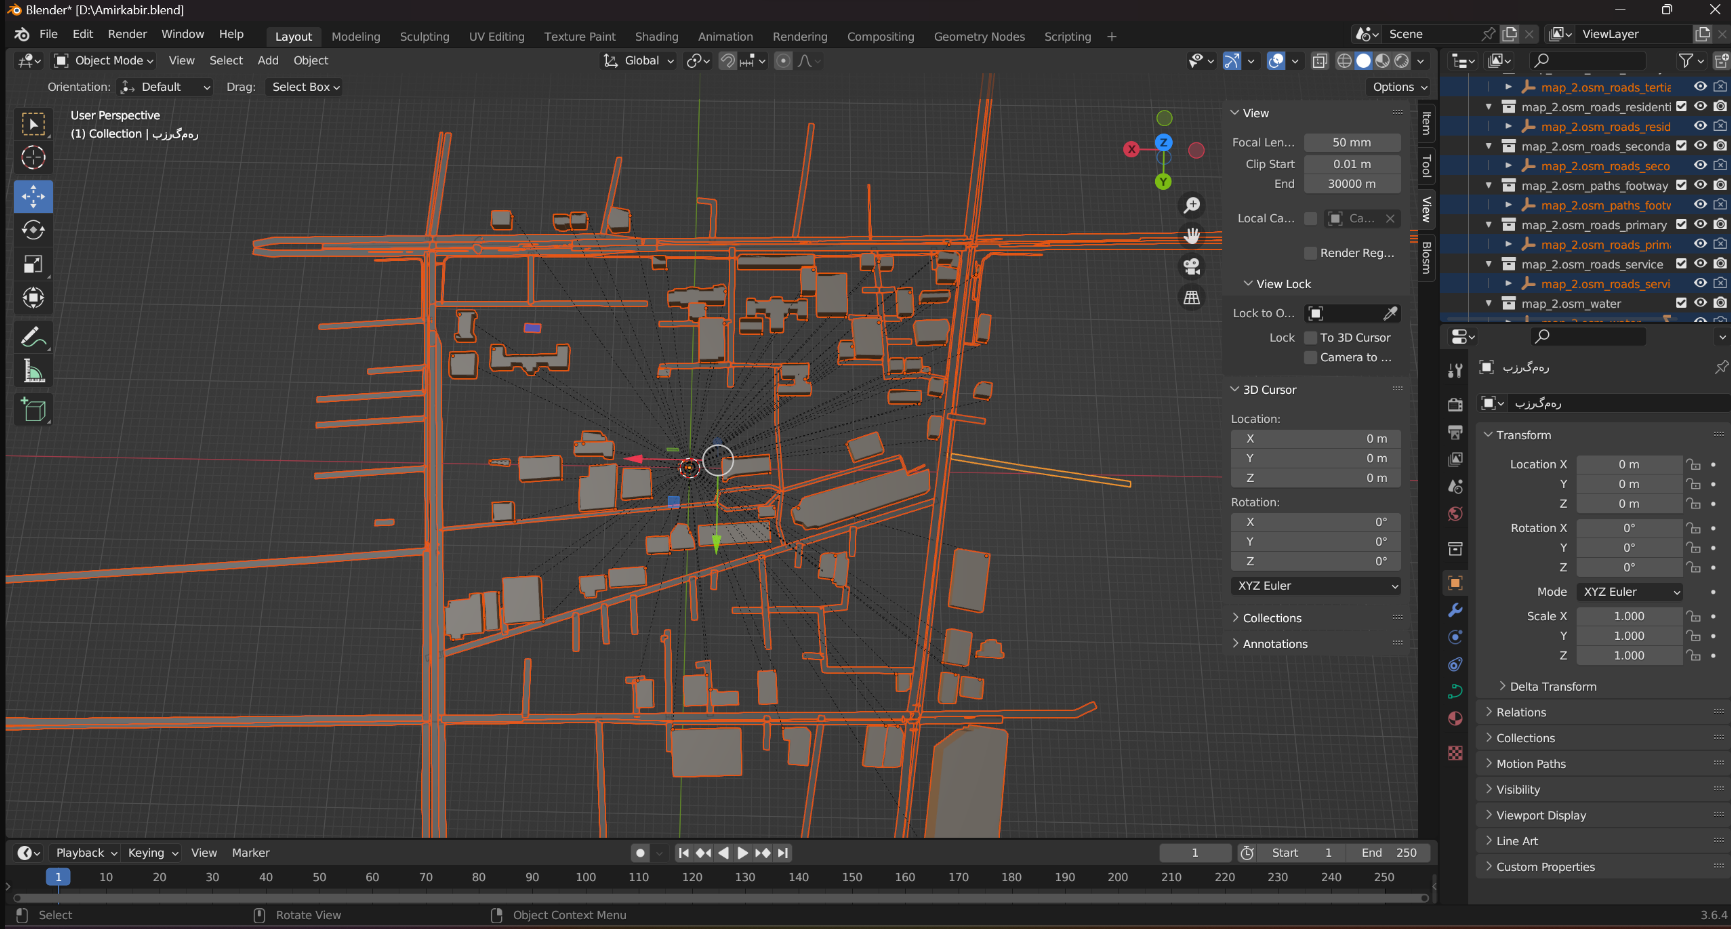 Blender* [D:\Amirkabir.blend]
File Edit Render Window Help Layout Modeling Sculpting UV Editing Texture Paint Shading Animation Rendering Compositing Geometry Nodes Scripting + Scene ViewLayer
Object Mode View Select Add Object Global
Orientation: Default Drag: Select Box Options
User Perspective
(1) Collection | رەم‌گ‌رزب
X
Z
Y
Item
Tool
View
Blosm
View
Focal Len... 50 mm
Clip Start 0.01 m
End 30000 m
Local Ca... Ca...
Render Reg...
View Lock
Lock to O...
Lock To 3D Cursor
Camera to ...
3D Cursor
Location:
X 0 m
Y 0 m
Z 0 m
Rotation:
X 0°
Y 0°
Z 0°
XYZ Euler
Collections
Annotations
map_2.osm_roads_tertia
map_2.osm_roads_residenti
map_2.osm_roads_resid
map_2.osm_roads_seconda
map_2.osm_roads_seco
map_2.osm_paths_footway
map_2.osm_paths_footv
map_2.osm_roads_primary
map_2.osm_roads_prim
map_2.osm_roads_service
map_2.osm_roads_servi
map_2.osm_water
Transform
Location X 0 m
Y 0 m
Z 0 m
Rotation X 0°
Y 0°
Z 0°
Mode XYZ Euler
Scale X 1.000
Y 1.000
Z 1.000
Delta Transform
Relations
Collections
Motion Paths
Visibility
Viewport Display
Line Art
Custom Properties
Playback Keying View Marker 1 Start 1 End 250
1 10 20 30 40 50 60 70 80 90 100 110 120 130 140 150 160 170 180 190 200 210 220 230 240 250
Select Rotate View Object Context Menu 3.6.4